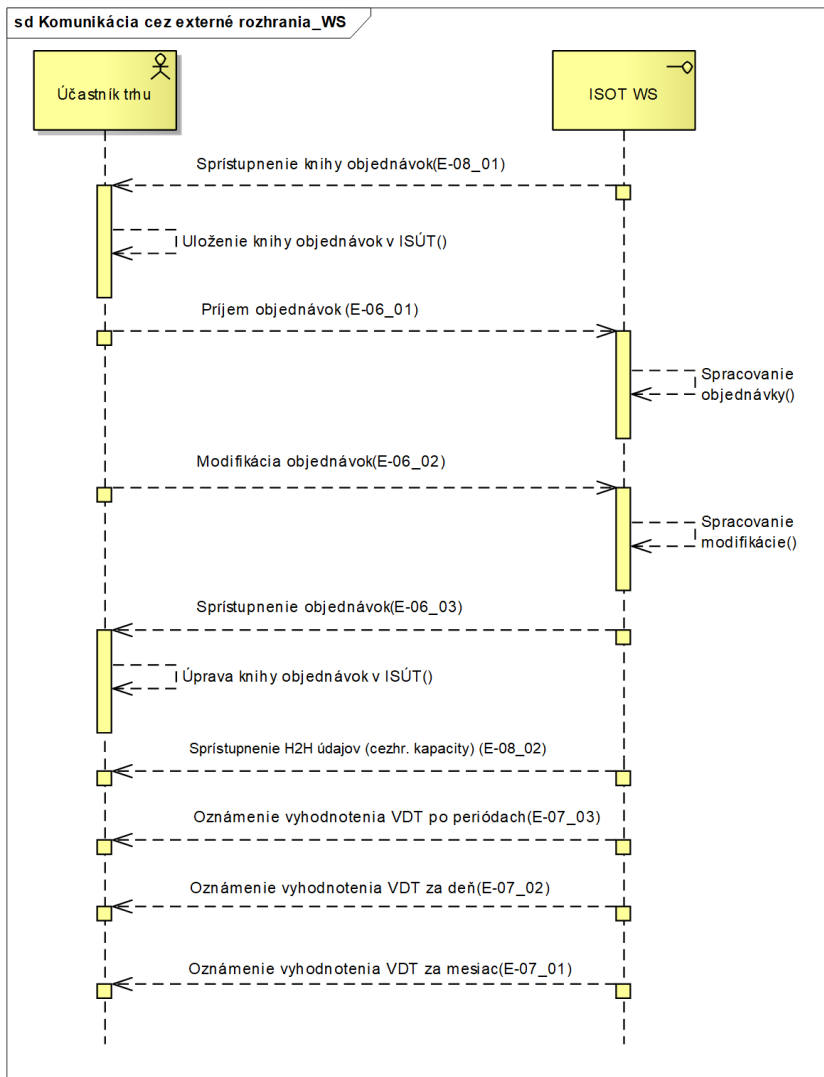 sd Komunikácia cez externé rozhrania_WS
Účastník trhu
ISOT WS
Sprístupnenie knihy objednávok(E-08_01)
Uloženie knihy objednávok v ISÚT()
Príjem objednávok (E-06_01)
Spracovanie
objednávky()
Modifikácia objednávok(E-06_02)
Spracovanie
modifikácie()
Sprístupnenie objednávok(E-06_03)
Úprava knihy objednávok v ISÚT()
Sprístupnenie H2H údajov (cezhr. kapacity) (E-08_02)
Oznámenie vyhodnotenia VDT po periódach(E-07_03)
Oznámenie vyhodnotenia VDT za deň(E-07_02)
Oznámenie vyhodnotenia VDT za mesiac(E-07_01)